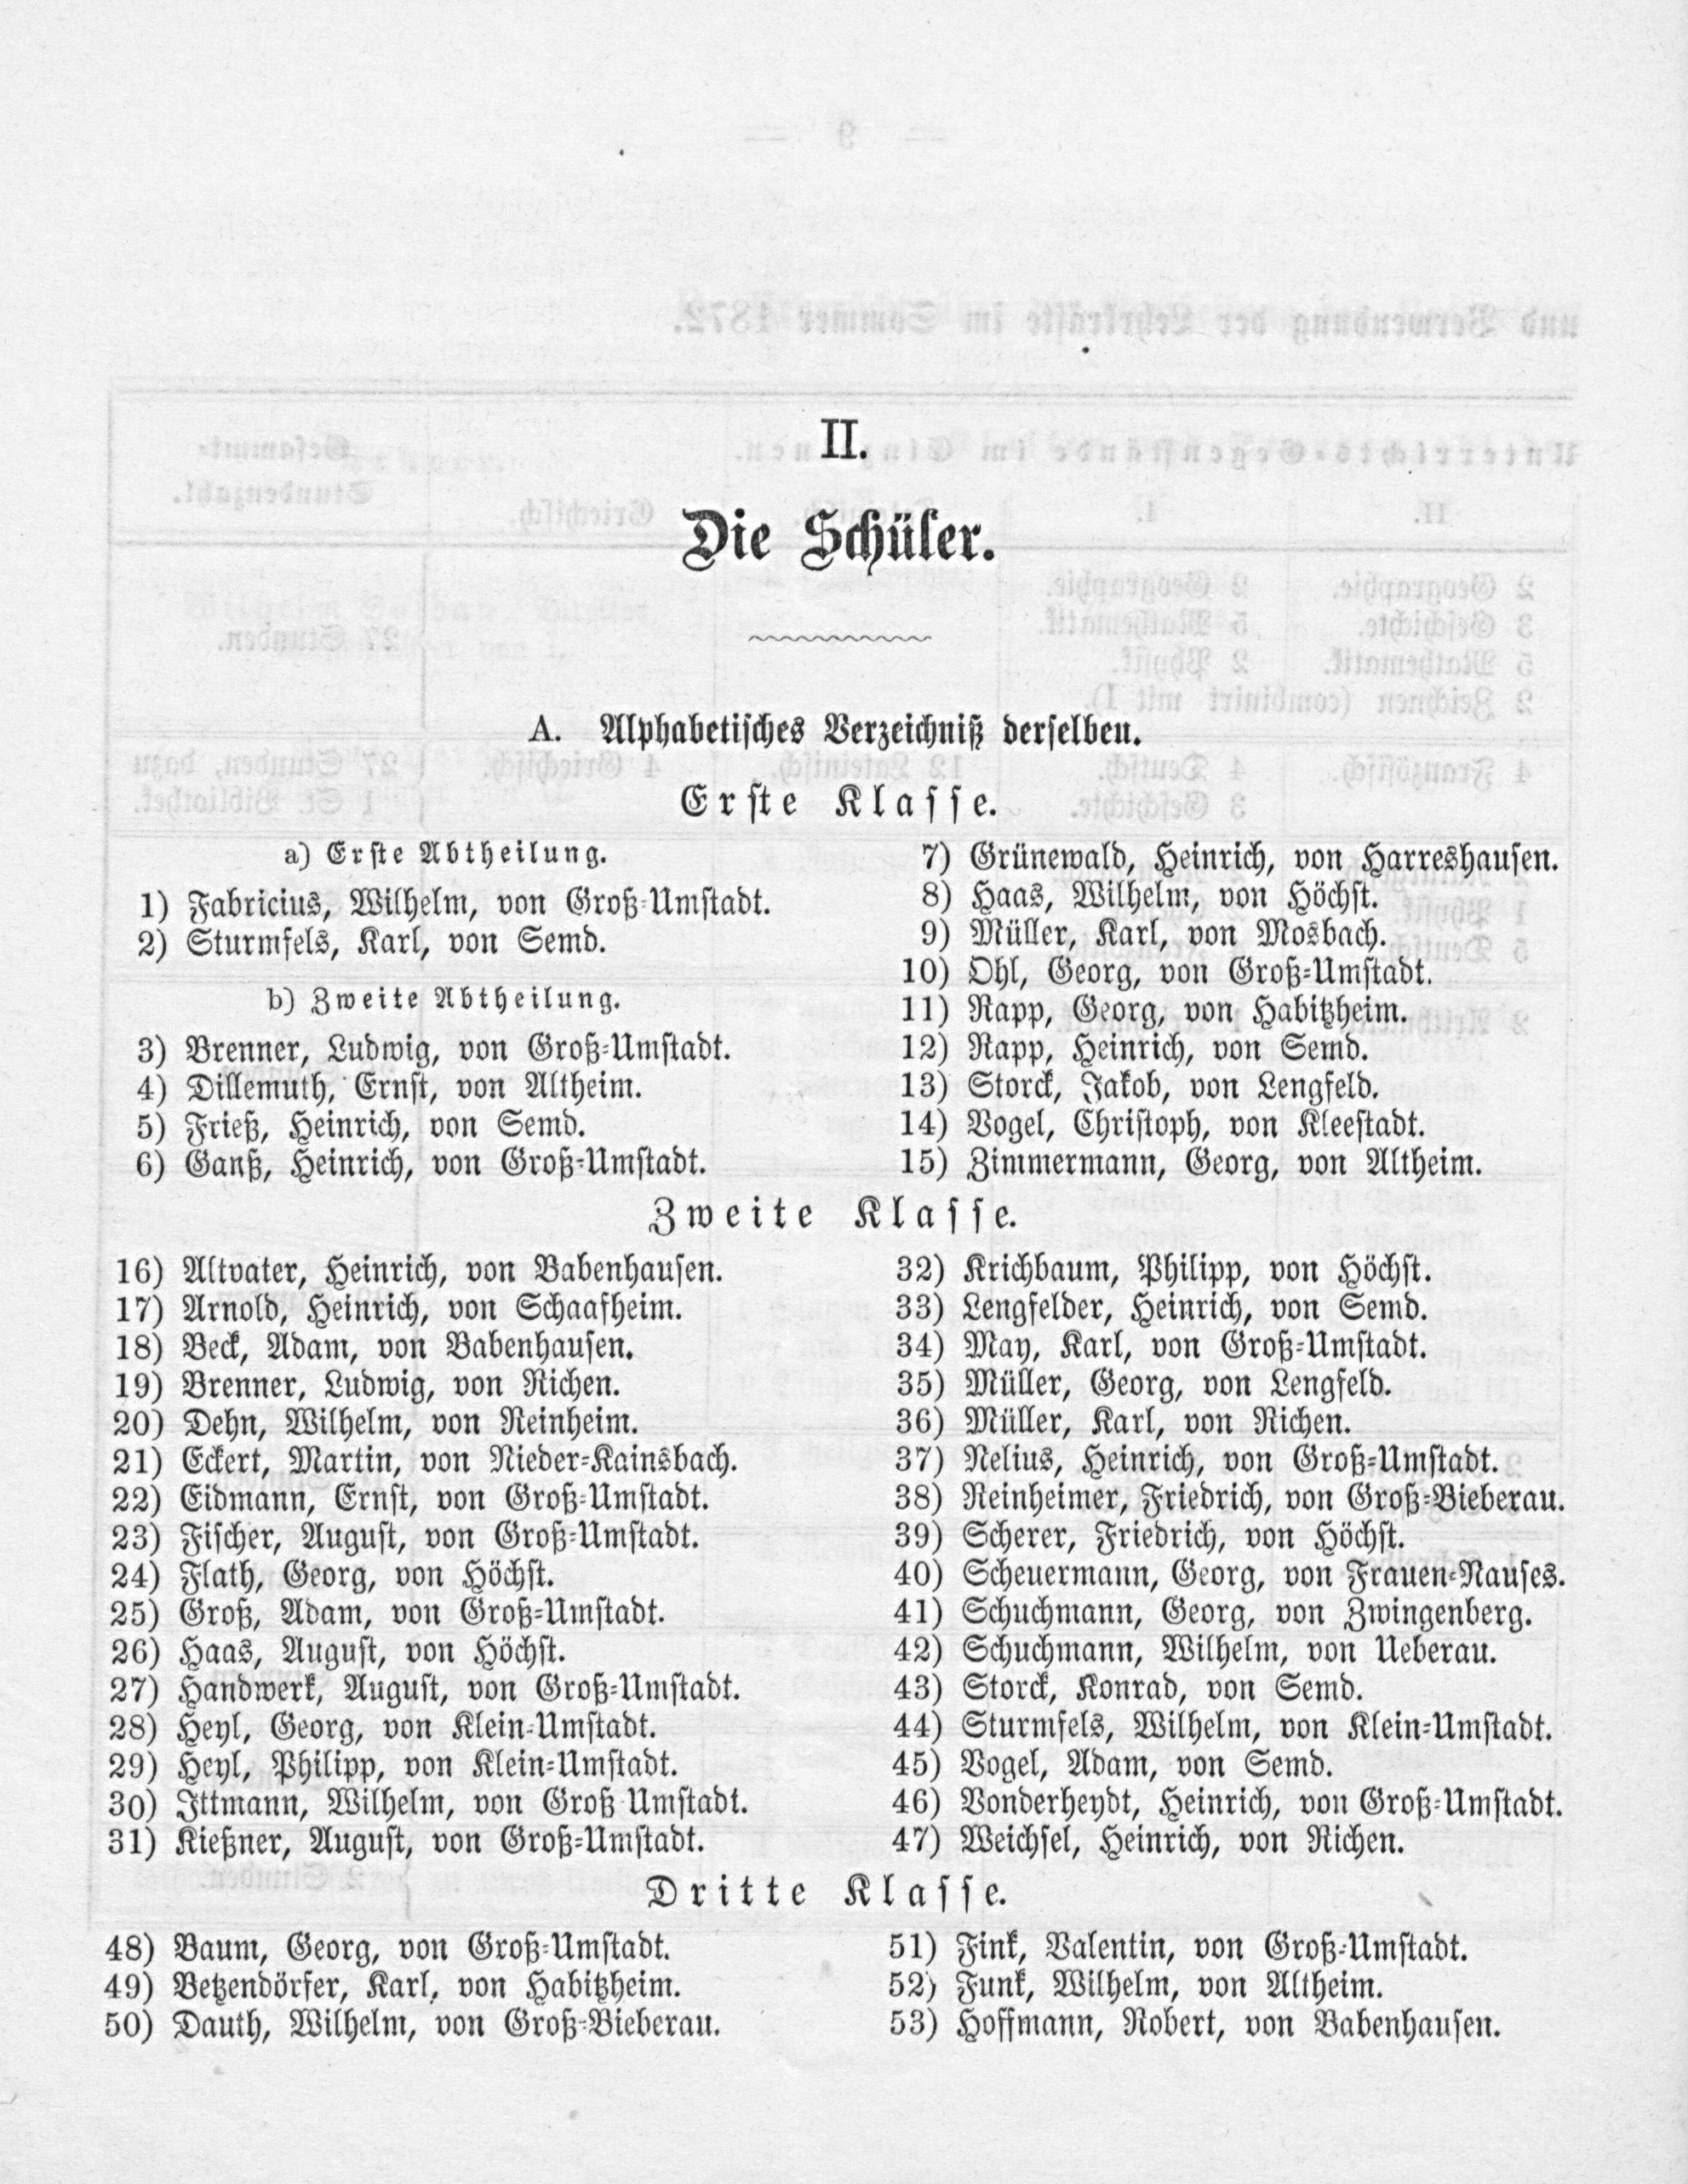 II.
Die Schüler.
A. Alphabetisches Verzeichniß derselben.
Erste Klasse.
a) Erste Abtheilung.
1) Fabricius, Wilhelm, von Groß-Umstadt.
2) Sturmfels, Karl, von Semd.
b) Zweite Abtheilung.
3) Brenner, Ludwig, von Groß-Umstadt.
4) Dillemuth, Ernst, von Altheim.
5) Frieß, Heinrich, von Semd.
6) Ganß, Heinrich, von Groß-Umstadt.
7) Grünewald, Heinrich, von Harreshausen.
8) Haas, Wilhelm, von Höchst.
9) Müller, Karl, von Mosbach.
10) Ohl, Georg, von Groß-Umstadt.
11) Rapp, Georg, von Habitzheim.
12) Rapp, Heinrich, von Semd.
13) Storck, Jakob, von Lengfeld.
14) Vogel, Christoph, von Kleestadt.
15) Zimmermann, Georg, von Altheim.
Zweite Klasse.
16) Altvater, Heinrich, von Babenhausen.
17) Arnold, Heinrich, von Schaafheim.
18) Beck, Adam, von Babenhausen.
19) Brenner, Ludwig, von Richen.
20) Dehn, Wilhelm, von Reinheim.
21) Eckert, Martin, von Nieder-Kainsbach.
22) Eidmann, Ernst, von Groß-Umstadt.
23) Fischer, August, von Groß-Umstadt.
24) Flath, Georg, von Höchst.
25) Groß, Adam, von Groß-Umstadt.
26) Haas, August, von Höchst.
27) Handwerk, August, von Groß-Umstadt.
28) Heyl, Georg, von Klein-Umstadt.
29) Heyl, Philipp, von Klein-Umstadt.
30) Ittmann, Wilhelm, von Groß-Umstadt.
31) Kießner, August, von Groß-Umstadt.
32) Krichbaum, Philipp, von Höchst.
33) Lengfelder, Heinrich, von Semd.
34) May, Karl, von Groß-Umstadt.
35) Müller, Georg, von Lengfeld.
36) Müller, Karl, von Richen.
37) Nelius, Heinrich, von Groß-Umstadt.
38) Reinheimer, Friedrich, von Groß-Bieberau.
39) Scherer, Friedrich, von Höchst.
40) Scheuermann, Georg, von Frauen-Nauses.
41) Schuchmann, Georg, von Zwingenberg.
42) Schuchmann, Wilhelm, von Ueberau.
43) Storck, Konrad, von Semd.
44) Sturmfels, Wilhelm, von Klein-Umstadt.
45) Vogel, Adam, von Semd.
46) Vonderheydt, Heinrich, von Groß-Umstadt.
47) Weichsel, Heinrich, von Richen.
Dritte Klasse.
48) Baum, Georg, von Groß-Umstadt.
49) Betzendörfer, Karl, von Habitzheim.
50) Dauth, Wilhelm, von Groß-Bieberau.
51) Fink, Valentin, von Groß-Umstadt.
52) Funk, Wilhelm, von Altheim.
53) Hoffmann, Robert, von Babenhausen.